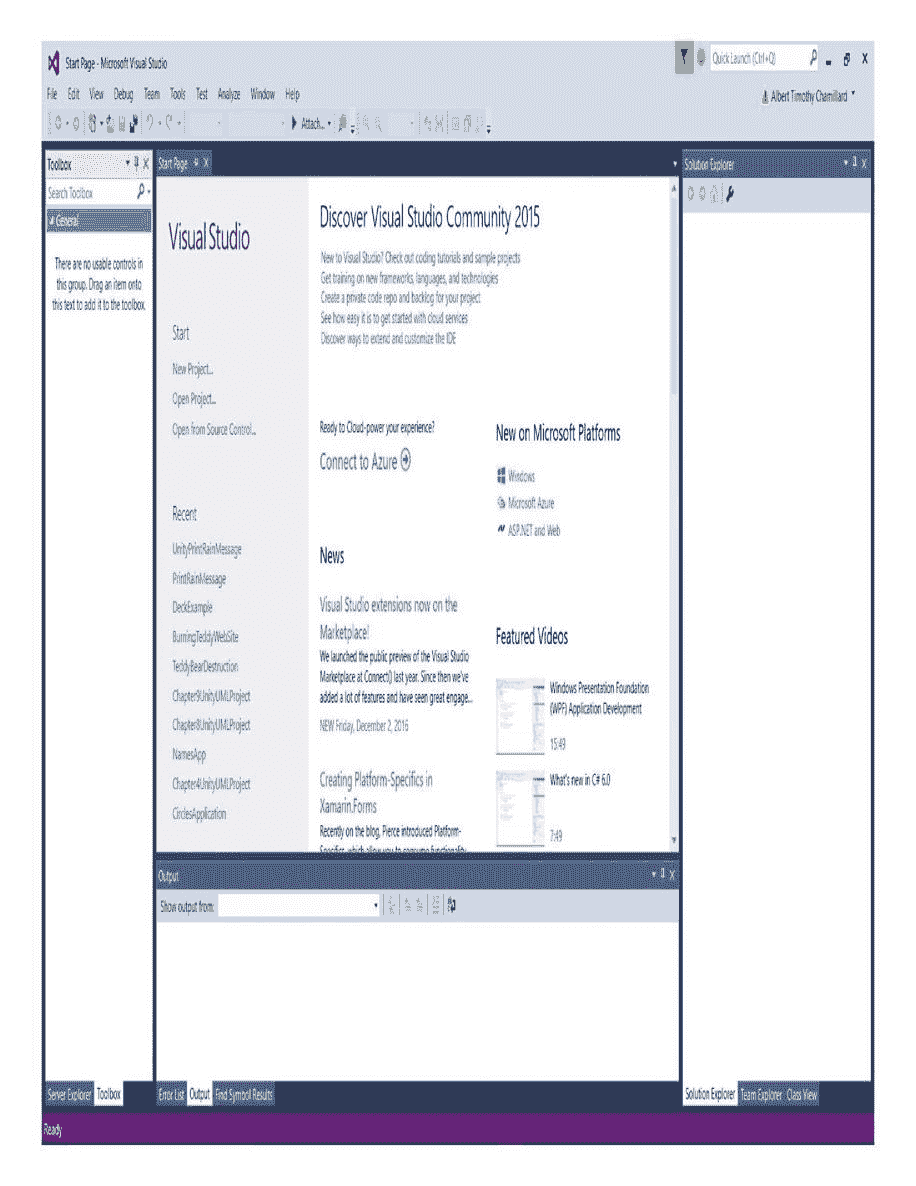 Start Page - Microsoft Visual Studio
Quick Launch (Ctrl+Q)
File Edit View Debug Team Tools Test Analyze Window Help
Albert Timothy Chamillard
Attach...
Toolbox
Search Toolbox
General
There are no usable controls in
this group. Drag an item onto
this text to add it to the toolbox.
Start Page
Visual Studio
Start
New Project...
Open Project...
Open from Source Control...
Recent
UnityPrintRainMessage
PrintRainMessage
DeckExample
BurningTeddyWebSite
TeddyBearDestruction
Chapter9UnityUMLProject
Chapter8UnityUMLProject
NamesApp
Chapter4UnityUMLProject
CirclesApplication
Discover Visual Studio Community 2015
New to Visual Studio? Check out coding tutorials and sample projects
Get training on new frameworks, languages, and technologies
Create a private code repo and backlog for your project
See how easy it is to get started with cloud services
Discover ways to extend and customize the IDE
Ready to Cloud-power your experience?
Connect to Azure
News
Visual Studio extensions now on the
Marketplace!
We launched the public preview of the Visual Studio
Marketplace at Connect() last year. Since then we've
added a lot of features and have seen great engage...
NEW Friday, December 2, 2016
Creating Platform-Specifics in
Xamarin.Forms
Recently on the blog, Pierce introduced Platform-
Specifics, which allow you to consume functionality
New on Microsoft Platforms
Windows
Microsoft Azure
ASP.NET and Web
Featured Videos
Windows Presentation Foundation
(WPF) Application Development
15:49
What's new in C# 6.0
7:49
Solution Explorer
Output
Show output from:
Server Explorer Toolbox
Error List Output Find Symbol Results
Solution Explorer Team Explorer Class View
Ready